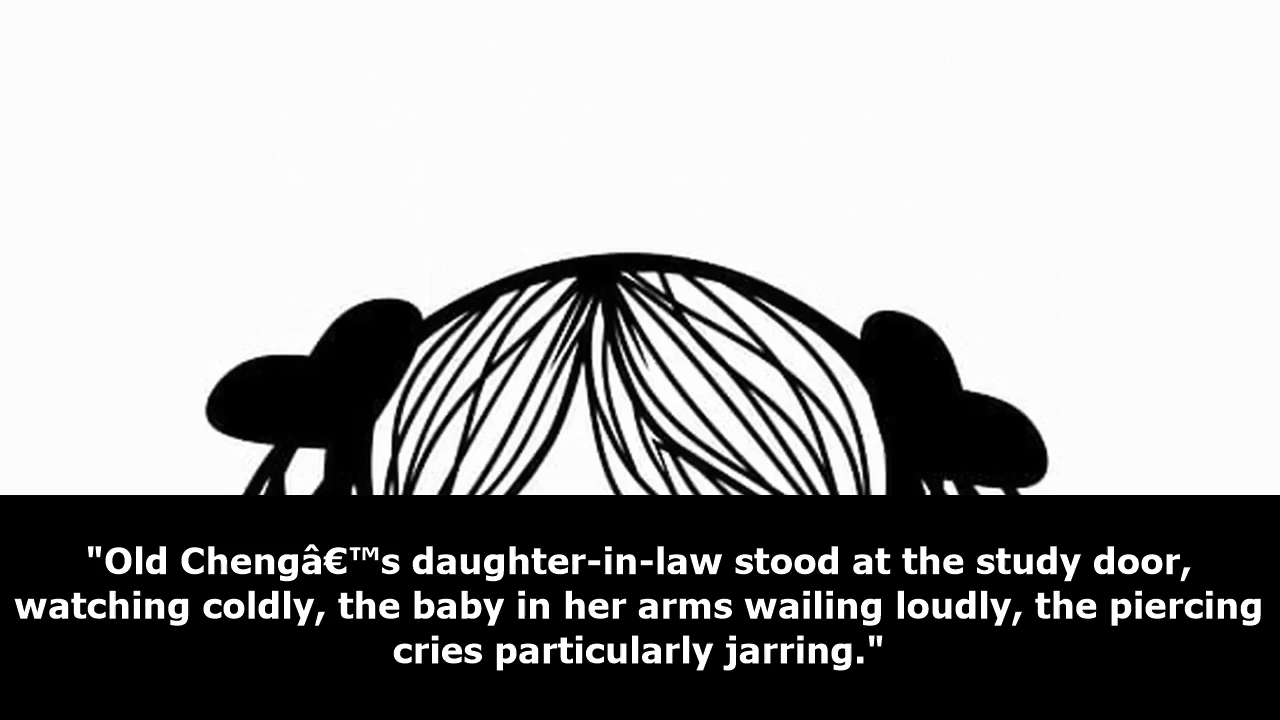 "Old Chengâ€™s daughter-in-law stood at the study door,
watching coldly, the baby in her arms wailing loudly, the piercing
cries particularly jarring."